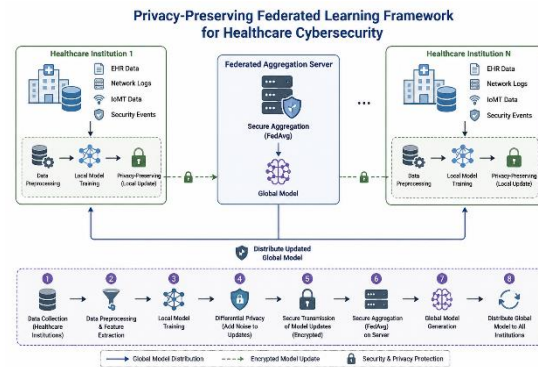 Privacy-Preserving Federated Learning Framework
for Healthcare Cybersecurity
Healthcare Institution 1
EHR Data
Network Logs
IoMT Data
Security Events
Data
Preprocessing
Local Model
Training
Privacy-Preserving
(Local Update)
Federated Aggregation Server
Secure Aggregation
(FedAvg)
Global Model
...
Healthcare Institution N
EHR Data
Network Logs
IoMT Data
Security Events
Data
Preprocessing
Local Model
Training
Privacy-Preserving
(Local Update)
Distribute Updated
Global Model
1
Data Collection
(Healthcare
Institutions)
2
Data Preprocessing
& Feature
Extraction
3
Local Model
Training
4
Differential Privacy
(Add Noise to
Updates)
5
Secure Transmission
of Model Updates
(Encrypted)
6
Secure Aggregation
(FedAvg)
on Server
7
Global Model
Generation
8
Distribute Global
Model to All
Institutions
Global Model Distribution
Encrypted Model Update
Security & Privacy Protection